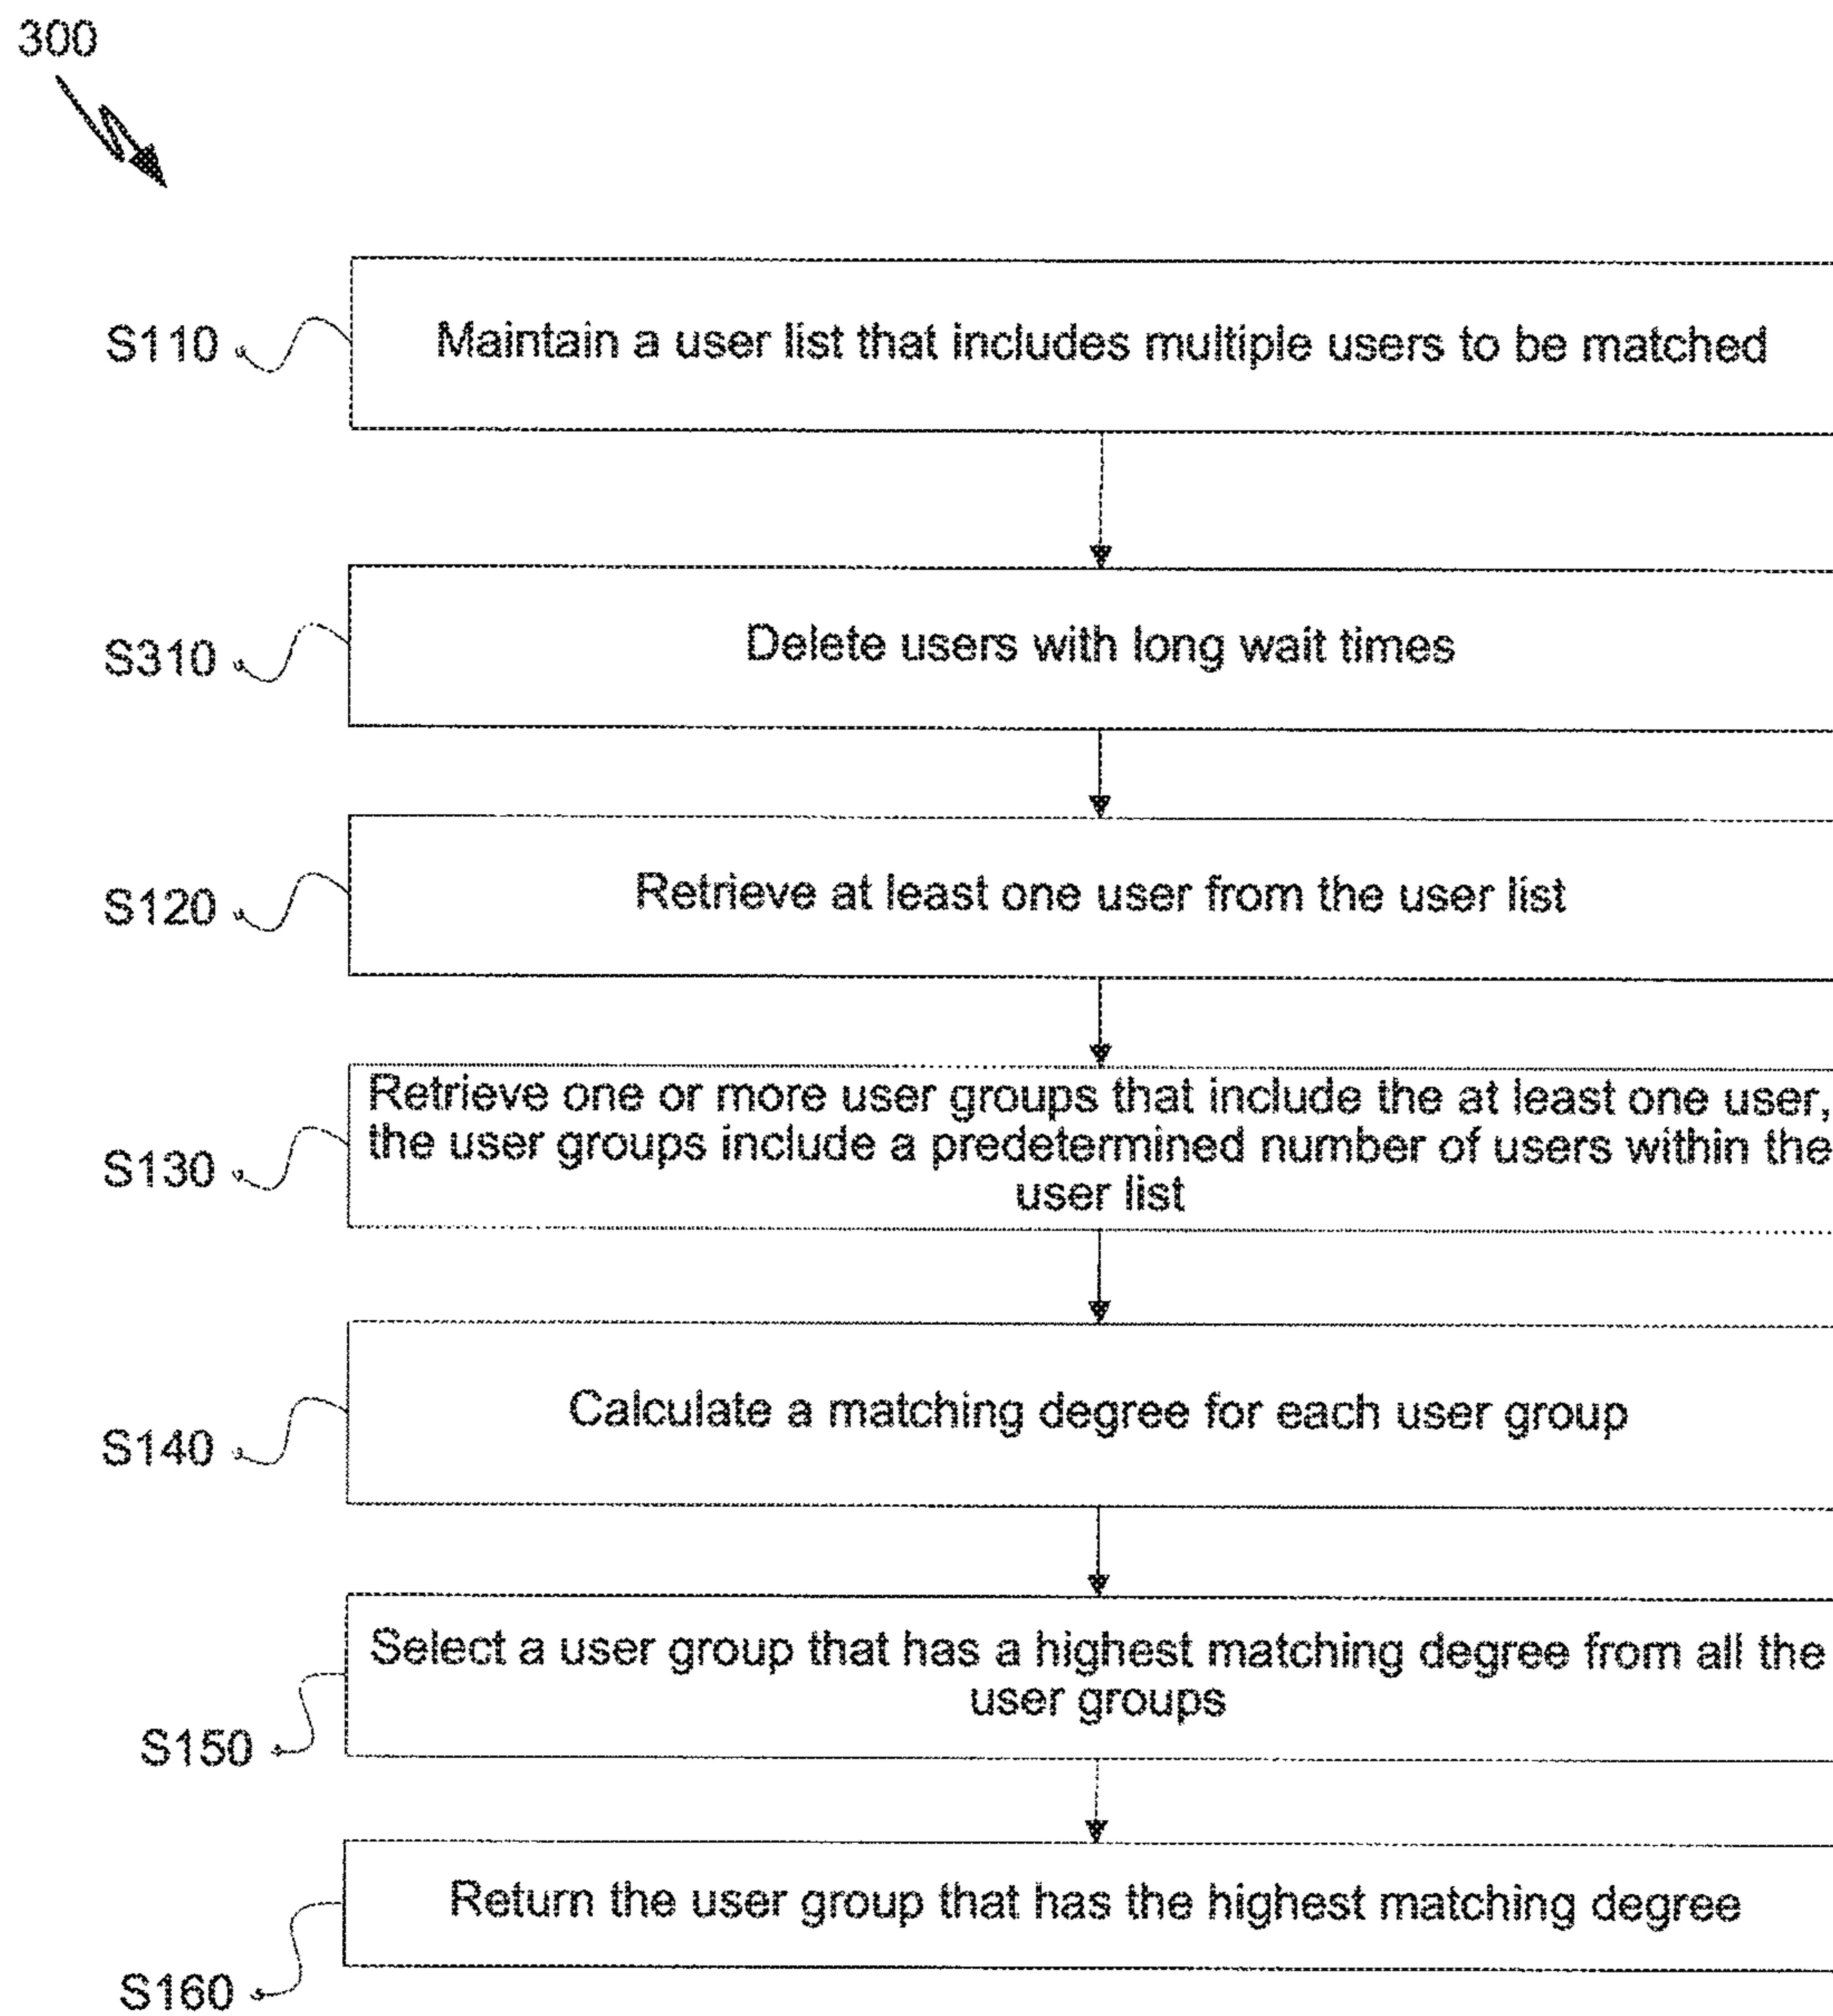 300
S110
Maintain a user list that includes multiple users to be matched
S310
Delete users with long wait times
S120
Retrieve at least one user from the user list
S130
Retrieve one or more user groups that include the at least one user,
the user groups include a predetermined number of users within the
user list
S140
Calculate a matching degree for each user group
S150
Select a user group that has a highest matching degree from all the
user groups
S160
Return the user group that has the highest matching degree